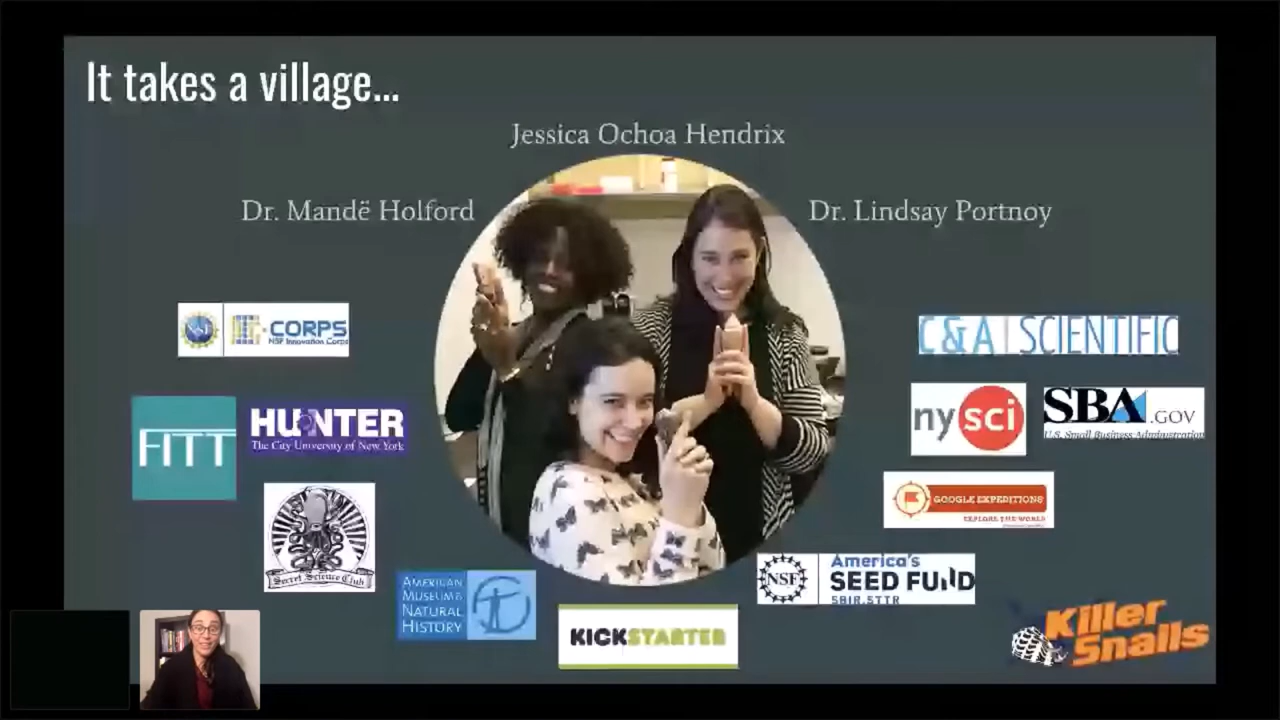 It takes a village...
Jessica Ochoa Hendrix
Dr. Mandë Holford
Dr. Lindsay Portnoy
NSF
I-CORPS
NSF Innovation Corps
C & A | SCIENTIFIC
FITT
HUNTER
The City University of New York
nysci
SBA.GOV
U.S. Small Business Administration
GOOGLE EXPEDITIONS
EXPLORE THE WORLD
Secret Science Club
AMERICAN
MUSEUM &
NATURAL
HISTORY
NSF
America's
SEED FUND
SBIR.STTR
KICKSTARTER
Killer
Snails